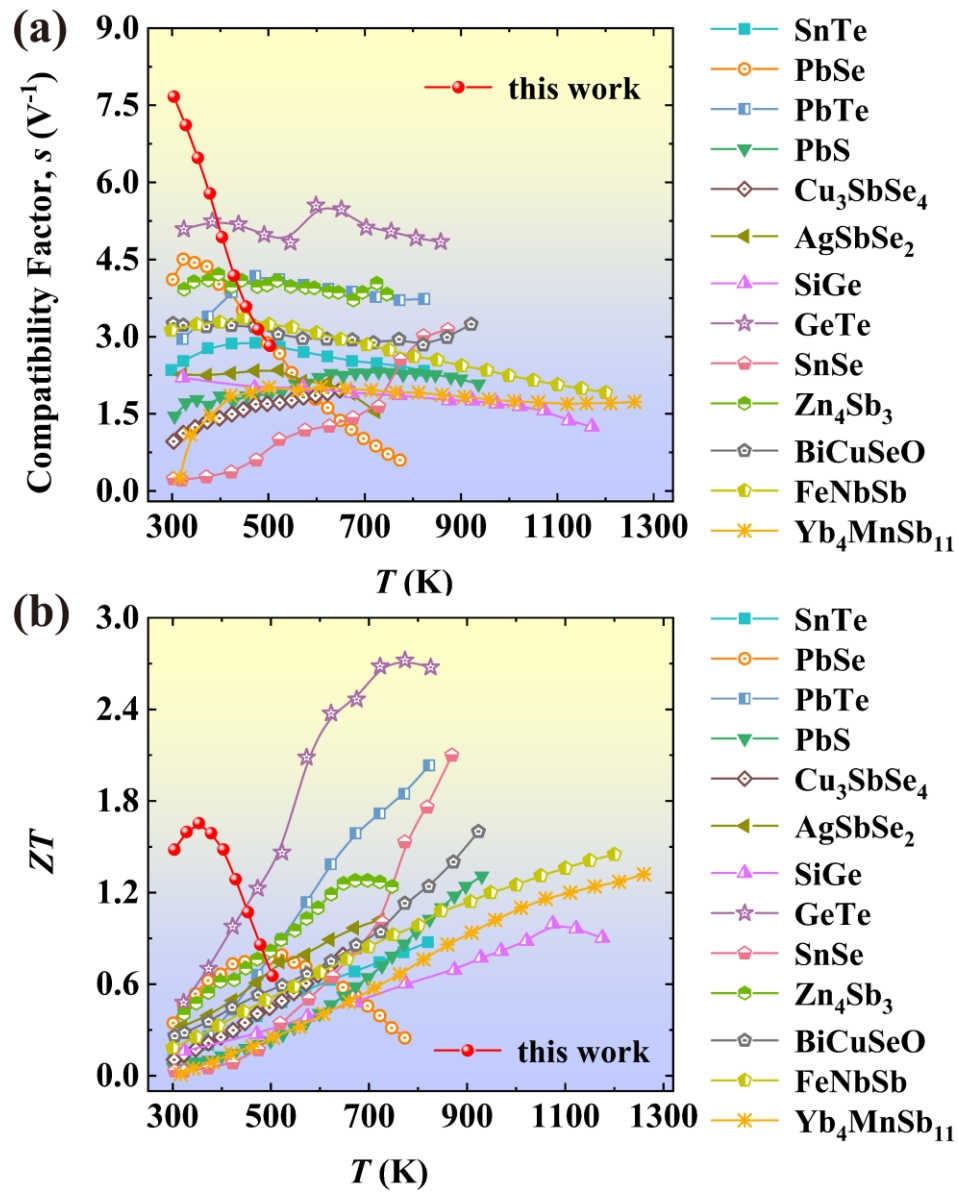 (a)
9.0
7.5
6.0
4.5
3.0
1.5
0.0
Compatibility Factor, s (V⁻¹)
this work
300 500 700 900 1100 1300
T (K)
SnTe
PbSe
PbTe
PbS
Cu₃SbSe₄
AgSbSe₂
SiGe
GeTe
SnSe
Zn₄Sb₃
BiCuSeO
FeNbSb
Yb₄MnSb₁₁
(b)
3.0
2.4
1.8
1.2
0.6
0.0
ZT
this work
300 500 700 900 1100 1300
T (K)
SnTe
PbSe
PbTe
PbS
Cu₃SbSe₄
AgSbSe₂
SiGe
GeTe
SnSe
Zn₄Sb₃
BiCuSeO
FeNbSb
Yb₄MnSb₁₁